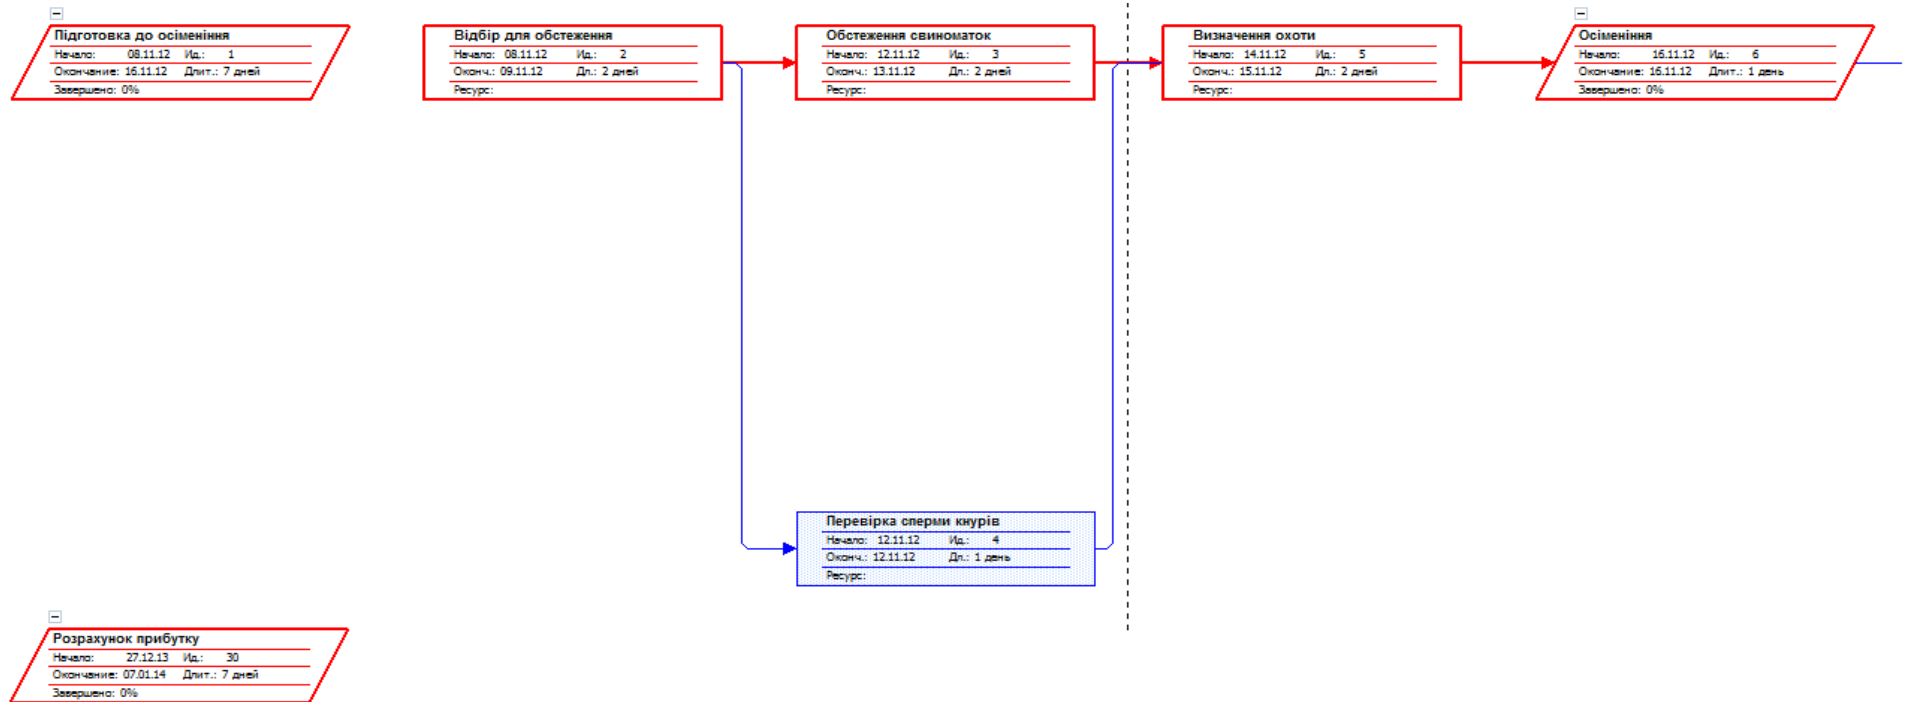 Підготовка до осіменіння
Начало: 08.11.12 Ид.: 1
Окончание: 16.11.12 Длит.: 7 дней
Завершено: 0%
Відбір для обстеження
Начало: 08.11.12 Ид.: 2
Оконч.: 09.11.12 Дл.: 2 дней
Ресурс:
Обстеження свиноматок
Начало: 12.11.12 Ид.: 3
Оконч.: 13.11.12 Дл.: 2 дней
Ресурс:
Визначення охоти
Начало: 14.11.12 Ид.: 5
Оконч.: 15.11.12 Дл.: 2 дней
Ресурс:
Осіменіння
Начало: 16.11.12 Ид.: 6
Окончание: 16.11.12 Длит.: 1 день
Завершено: 0%
Перевірка сперми кнурів
Начало: 12.11.12 Ид.: 4
Оконч.: 12.11.12 Дл.: 1 день
Ресурс:
Розрахунок прибутку
Начало: 27.12.13 Ид.: 30
Окончание: 07.01.14 Длит.: 7 дней
Завершено: 0%